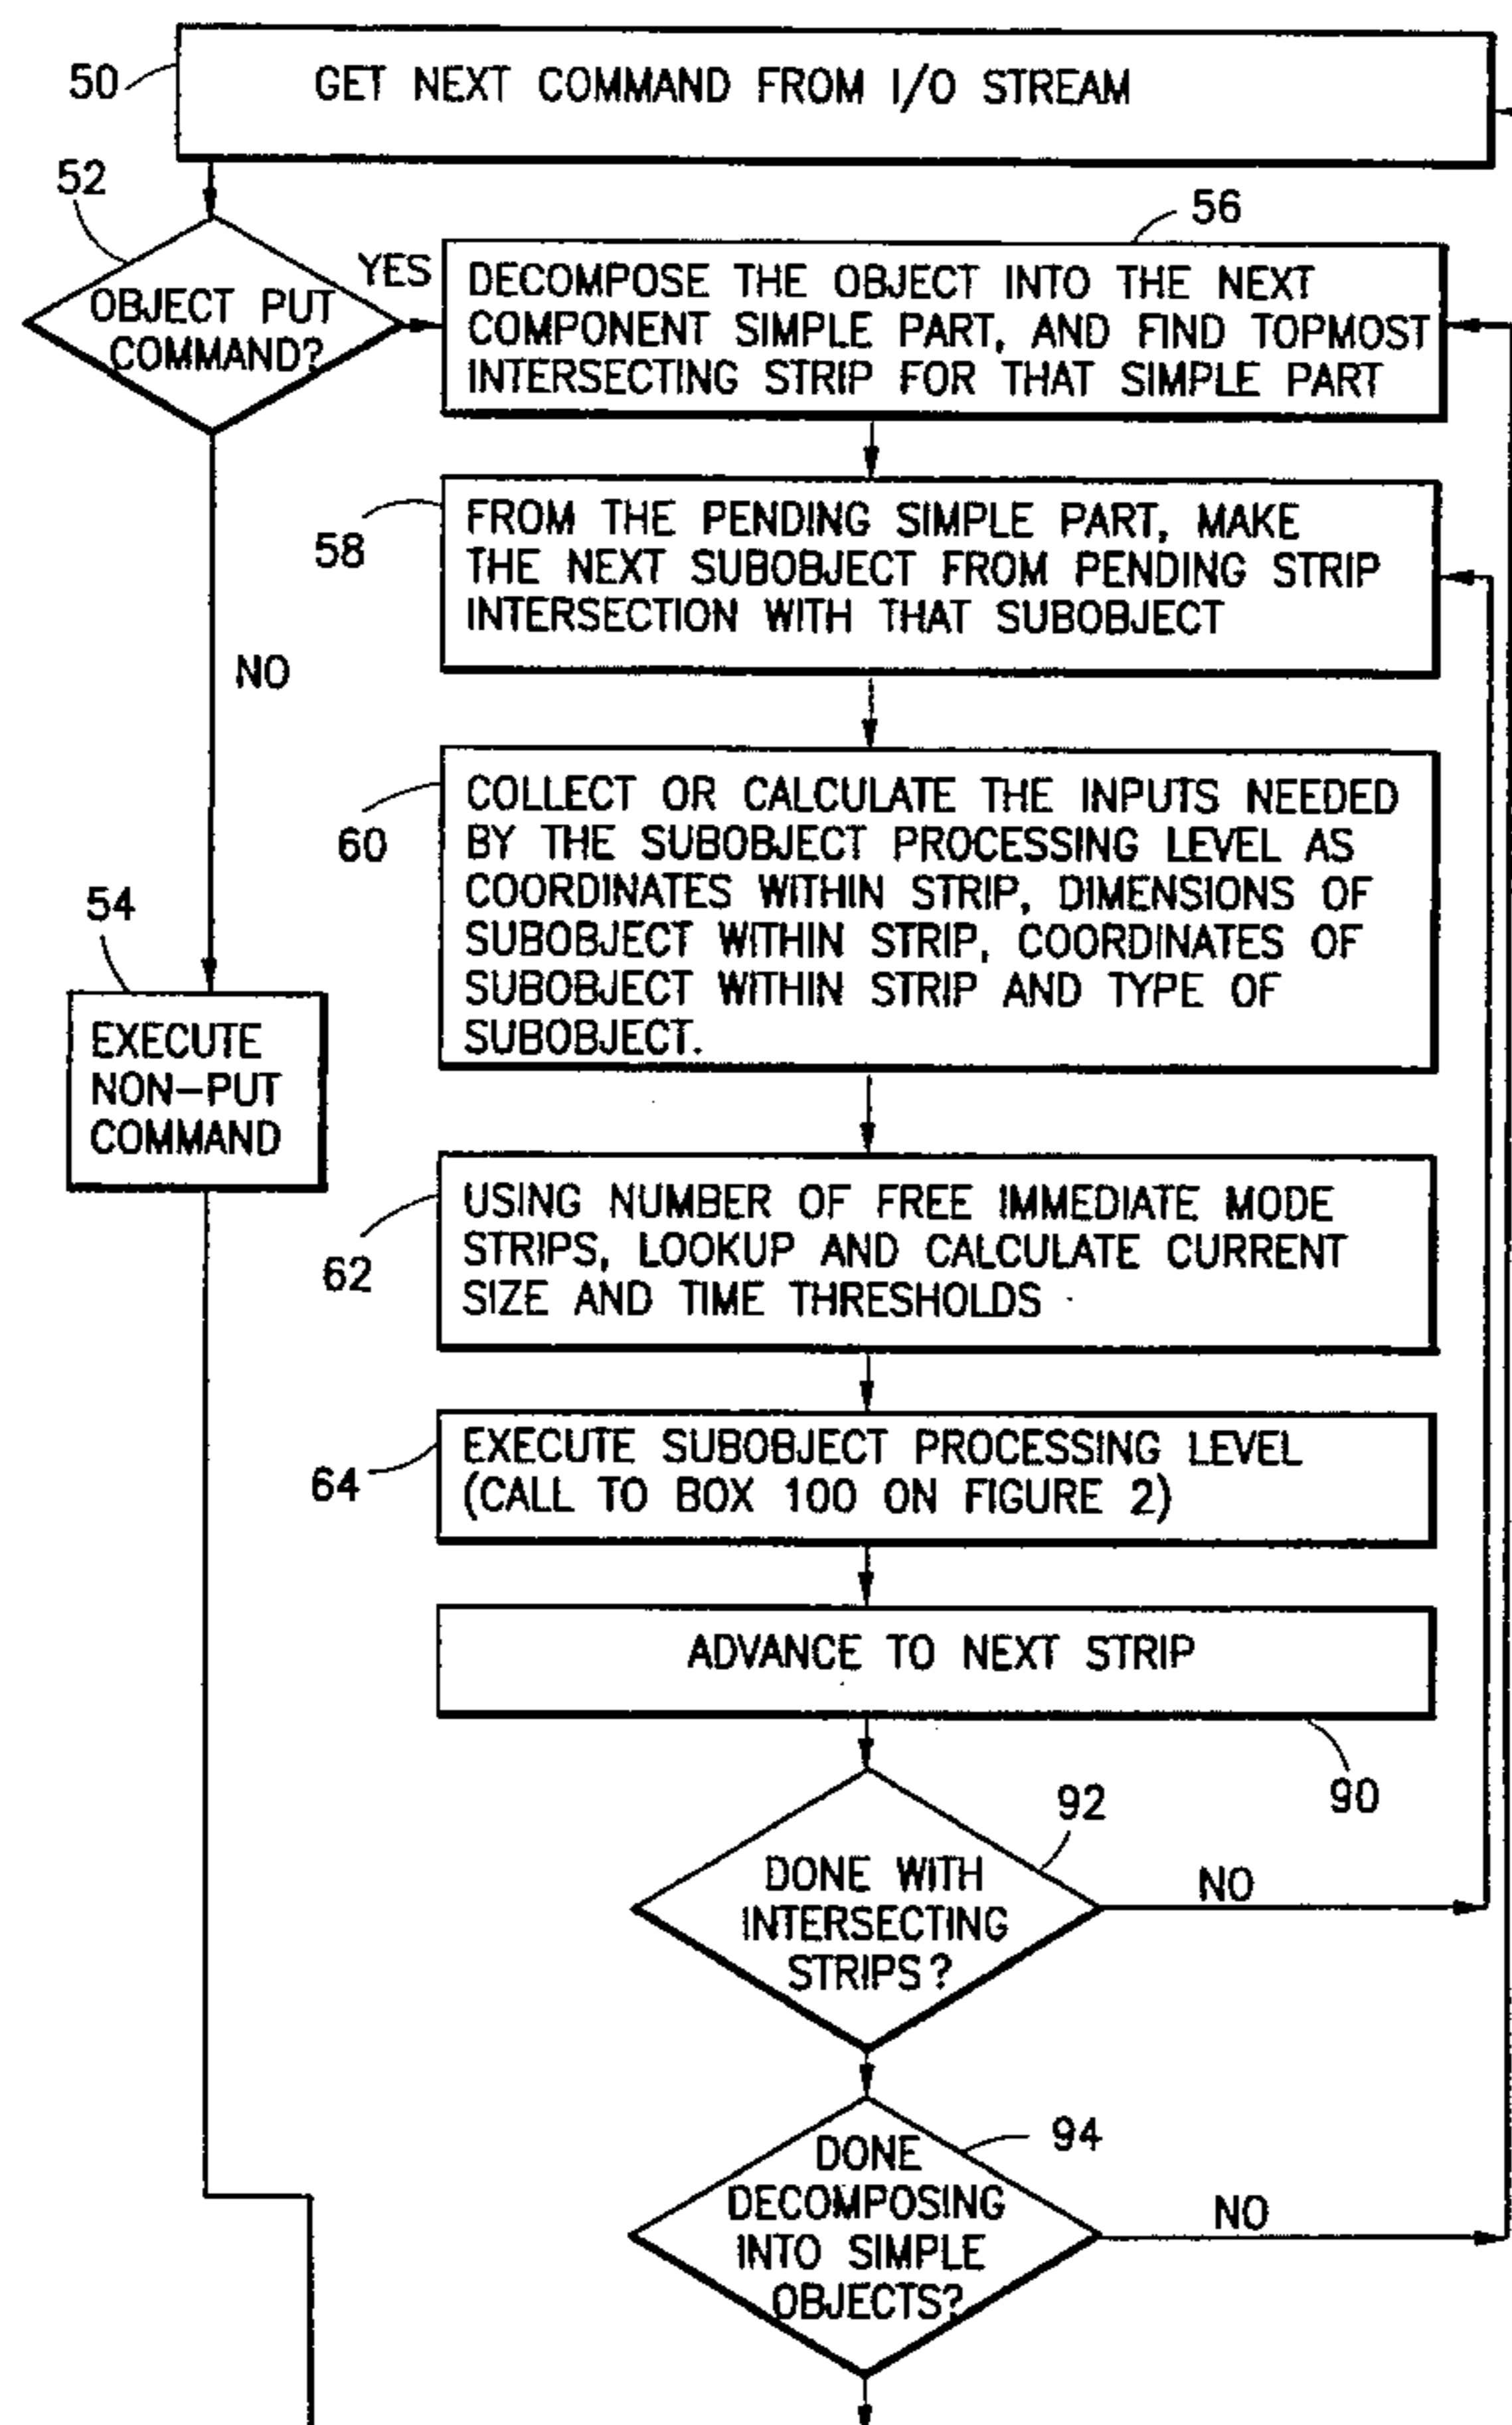 50
GET NEXT COMMAND FROM I/O STREAM
52
OBJECT PUT
COMMAND?
YES
56
DECOMPOSE THE OBJECT INTO THE NEXT
COMPONENT SIMPLE PART, AND FIND TOPMOST
INTERSECTING STRIP FOR THAT SIMPLE PART
58
FROM THE PENDING SIMPLE PART, MAKE
THE NEXT SUBOBJECT FROM PENDING STRIP
INTERSECTION WITH THAT SUBOBJECT
NO
60
COLLECT OR CALCULATE THE INPUTS NEEDED
BY THE SUBOBJECT PROCESSING LEVEL AS
COORDINATES WITHIN STRIP, DIMENSIONS OF
SUBOBJECT WITHIN STRIP, COORDINATES OF
SUBOBJECT WITHIN STRIP AND TYPE OF
SUBOBJECT.
54
EXECUTE
NON-PUT
COMMAND
62
USING NUMBER OF FREE IMMEDIATE MODE
STRIPS, LOOKUP AND CALCULATE CURRENT
SIZE AND TIME THRESHOLDS
64
EXECUTE SUBOBJECT PROCESSING LEVEL
(CALL TO BOX 100 ON FIGURE 2)
ADVANCE TO NEXT STRIP
90
92
DONE WITH
INTERSECTING
STRIPS?
NO
94
DONE
DECOMPOSING
INTO SIMPLE
OBJECTS?
NO